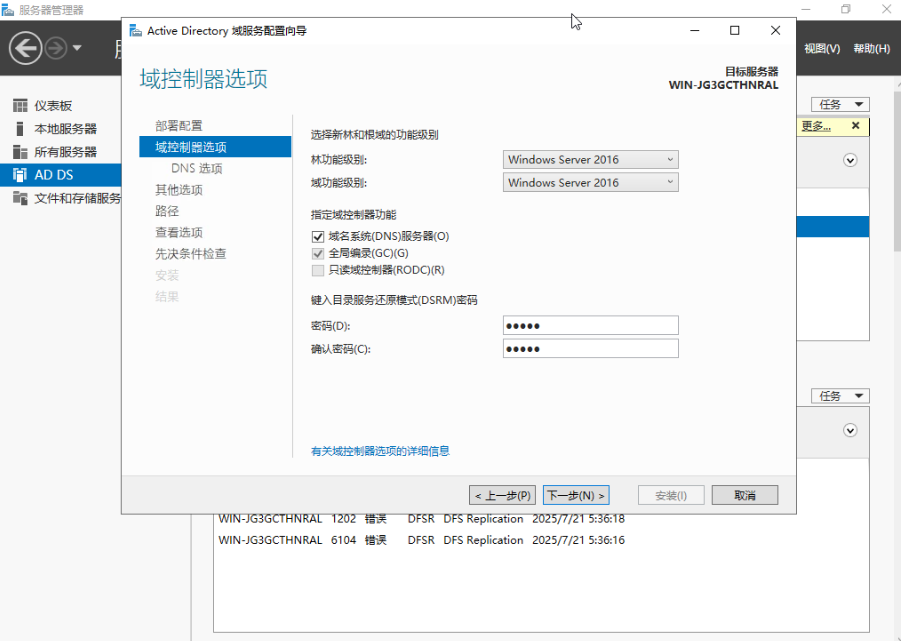 服务器管理器
Active Directory 域服务配置向导
视图(V) 帮助(H)
域控制器选项
目标服务器
WIN-JG3GCTHNRAL
仪表板
本地服务器
所有服务器
AD DS
文件和存储服务
部署配置
域控制器选项
DNS 选项
其他选项
路径
查看选项
先决条件检查
安装
结果
选择新林和根域的功能级别
林功能级别: Windows Server 2016
域功能级别: Windows Server 2016
指定域控制器功能
域名系统(DNS)服务器(O)
全局编录(GC)(G)
只读域控制器(RODC)(R)
键入目录服务还原模式(DSRM)密码
密码(D): •••••
确认密码(C): •••••
有关域控制器选项的详细信息
< 上一步(P) 下一步(N) > 安装(I) 取消
任务
更多...
任务
WIN-JG3GCTHNRAL 1202 错误 DFSR DFS Replication 2025/7/21 5:36:18
WIN-JG3GCTHNRAL 6104 错误 DFSR DFS Replication 2025/7/21 5:36:16